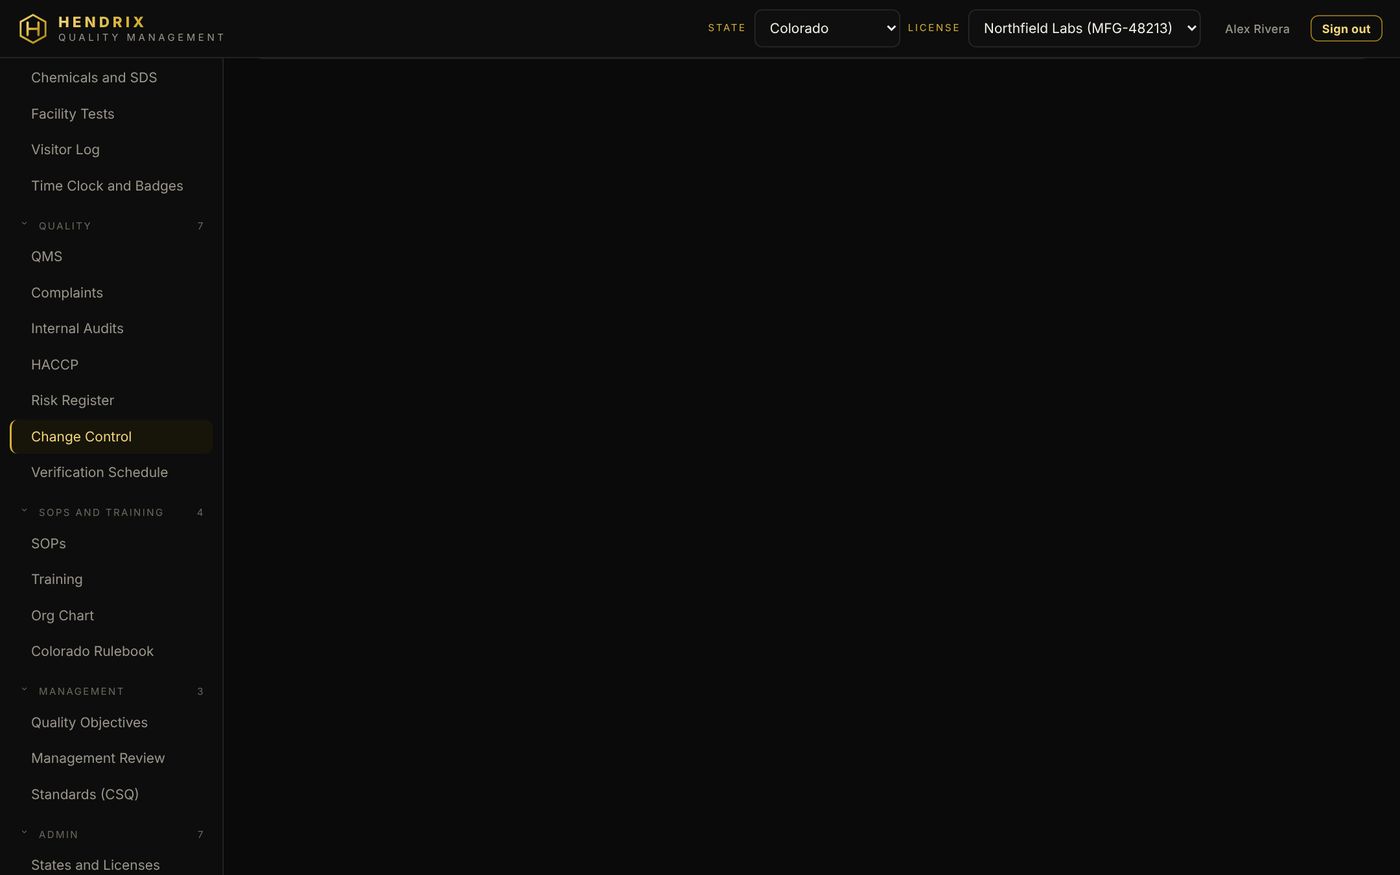 HENDRIX
QUALITY MANAGEMENT
STATE
Colorado
LICENSE
Northfield Labs (MFG-48213)
Alex Rivera
Sign out
Chemicals and SDS
Facility Tests
Visitor Log
Time Clock and Badges
QUALITY 7
QMS
Complaints
Internal Audits
HACCP
Risk Register
Change Control
Verification Schedule
SOPS AND TRAINING 4
SOPs
Training
Org Chart
Colorado Rulebook
MANAGEMENT 3
Quality Objectives
Management Review
Standards (CSQ)
ADMIN 7
States and Licenses